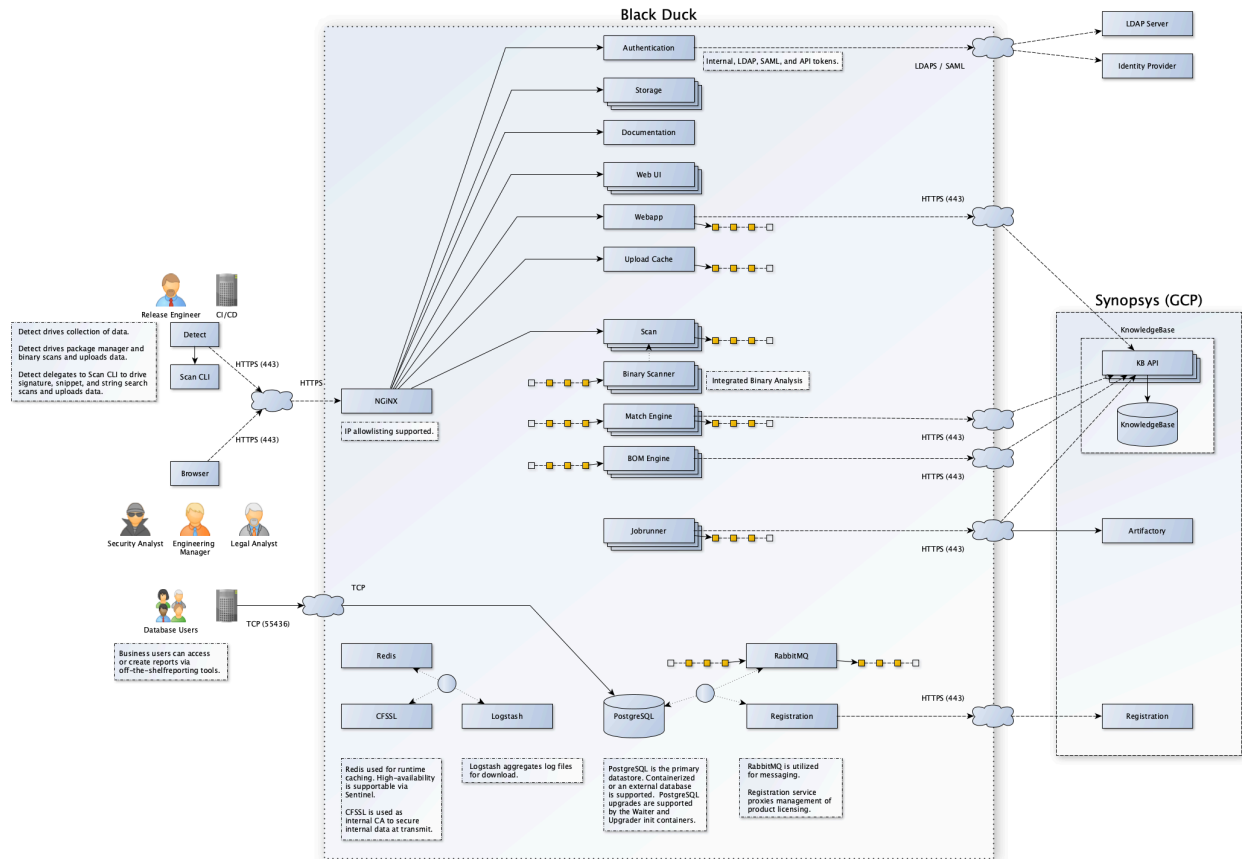 Black Duck
LDAP Server
Authentication
Internal, LDAP, SAML, and API tokens.
LDAPS / SAML
Identity Provider
Storage
Documentation
Web UI
HTTPS (443)
Webapp
Upload Cache
Release Engineer
CI/CD
Synopsys (GCP)
Detect drives collection of data.
Detect drives package manager and
binary scans and uploads data.
Detect delegates to Scan CLI to drive
signature, snippet, and string search
scans and uploads data.
Detect
Scan CLI
HTTPS (443)
HTTPS
NGiNX
IP allowlisting supported.
HTTPS (443)
Browser
Scan
Binary Scanner
Integrated Binary Analysis
Match Engine
HTTPS (443)
BOM Engine
HTTPS (443)
KnowledgeBase
KB API
KnowledgeBase
Security Analyst
Engineering
Manager
Legal Analyst
Jobrunner
HTTPS (443)
Artifactory
Database Users
TCP (55436)
TCP
Business users can access
or create reports via
off-the-shelfreporting tools.
Redis
CFSSL
Logstash
PostgreSQL
RabbitMQ
Registration
HTTPS (443)
Registration
Redis used for runtime
caching. High-availability
is supportable via
Sentinel.
CFSSL is used as
internal CA to secure
internal data at transmit.
Logstash aggregates log files
for download.
PostgreSQL is the primary
datastore. Containerized
or an external database
is supported. PostgreSQL
upgrades are supported
by the Waiter and
Upgrader init containers.
RabbitMQ is utilized
for messaging.
Registration service
proxies management of
product licensing.